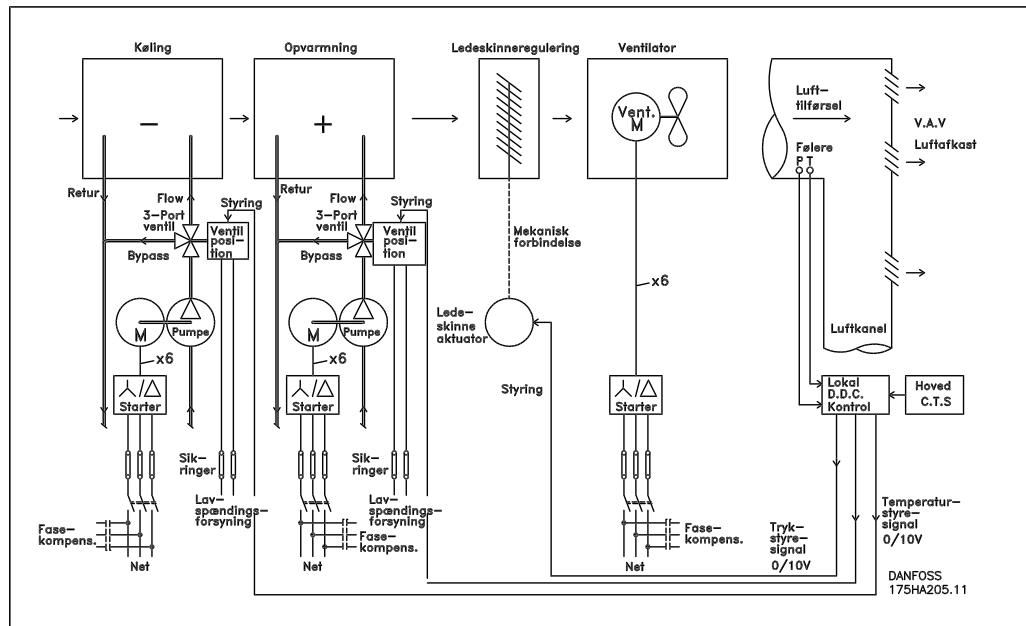 Køling
Opvarmning
Ledeskinneregulering
Ventilator
Luft-
tilførsel
V.A.V
Luftafkast
Følere
P T
–
+
Vent.
M
Retur
Flow
3-Port
ventil
Styring
Ventil
posi-
tion
Bypass
Retur
Flow
3-Port
ventil
Styring
Ventil
posi-
tion
Bypass
Mekanisk
forbindelse
x6
M
Pumpe
x6
M
Pumpe
x6
Lede-
skinne
aktuator
Luftkanel
Styring
Starter
Starter
Starter
Lokal
D.D.C.
Kontrol
Hoved
C.T.S
Sik-
ringer
Lav-
spændings-
forsyning
Sik-
ringer
Lav-
spændings-
forsyning
Fase-
kompens.
Net
Fase-
kompens.
Net
Fase-
kompens.
Net
Tryk-
styre-
signal
0/10V
Temperatur-
styre-
signal
0/10V
DANFOSS
175HA205.11